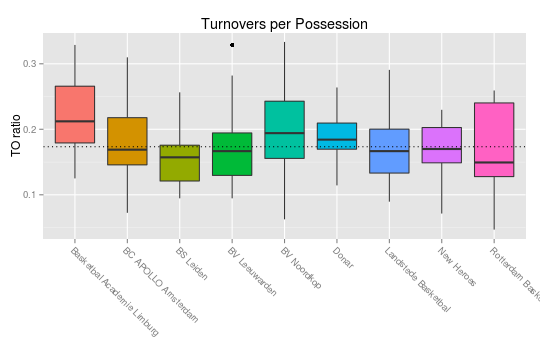 Turnovers per Possession
TO ratio
0.3
0.2
0.1
Basketbal Academie Limburg
BC APOLLO Amsterdam
BS Leiden
BV Leeuwarden
BV Noordkop
Donar
Landstede Basketbal
New Heroes
Rotterdam